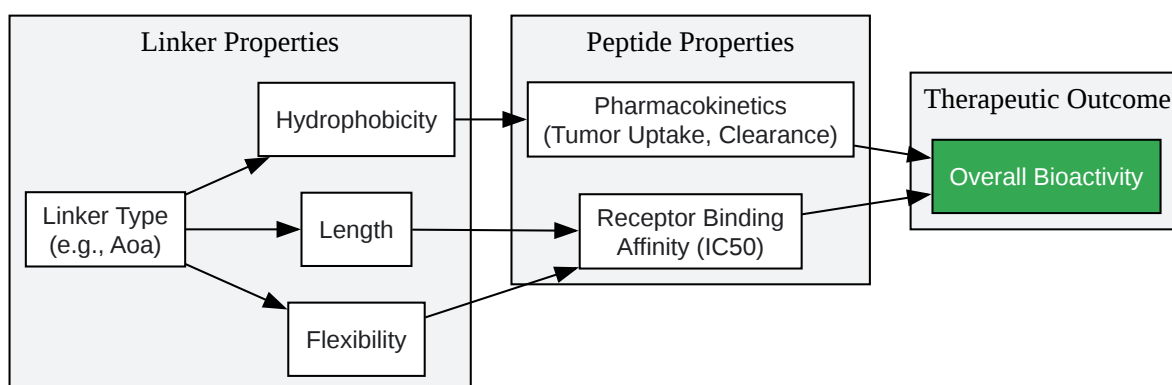 Linker Properties
Linker Type
(e.g., Aoa)
Hydrophobicity
Length
Flexibility
Peptide Properties
Pharmacokinetics
(Tumor Uptake, Clearance)
Receptor Binding
Affinity (IC50)
Therapeutic Outcome
Overall Bioactivity